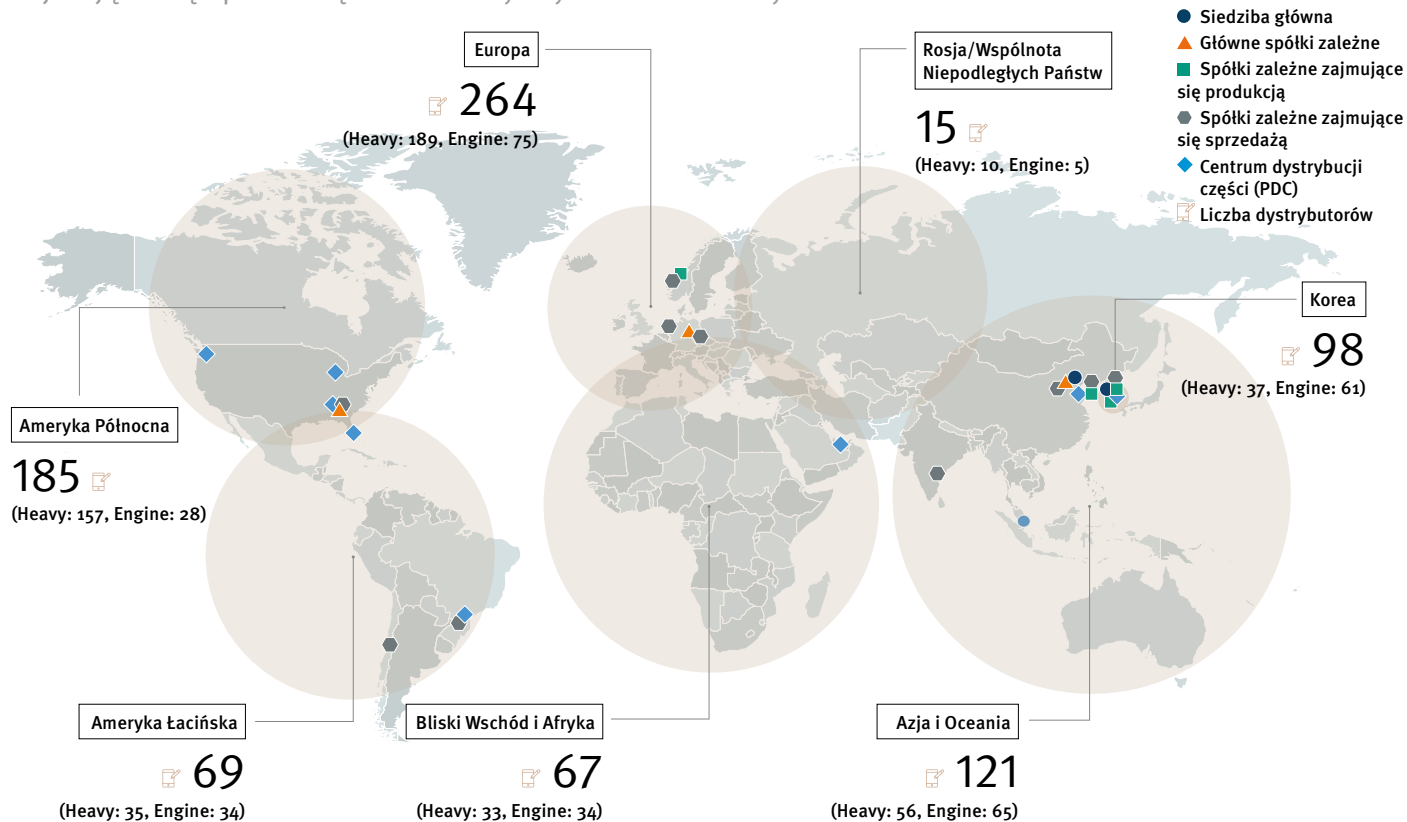 Siedziba główna
Główne spółki zależne
Spółki zależne zajmujące
się produkcją
Spółki zależne zajmujące
się sprzedażą
Centrum dystrybucji
części (PDC)
Liczba dystrybutorów
Europa
264
(Heavy: 189, Engine: 75)
Rosja/Wspólnota
Niepodległych Państw
15
(Heavy: 10, Engine: 5)
Korea
98
(Heavy: 37, Engine: 61)
Ameryka Północna
185
(Heavy: 157, Engine: 28)
Ameryka Łacińska
69
(Heavy: 35, Engine: 34)
Bliski Wschód i Afryka
67
(Heavy: 33, Engine: 34)
Azja i Oceania
121
(Heavy: 56, Engine: 65)